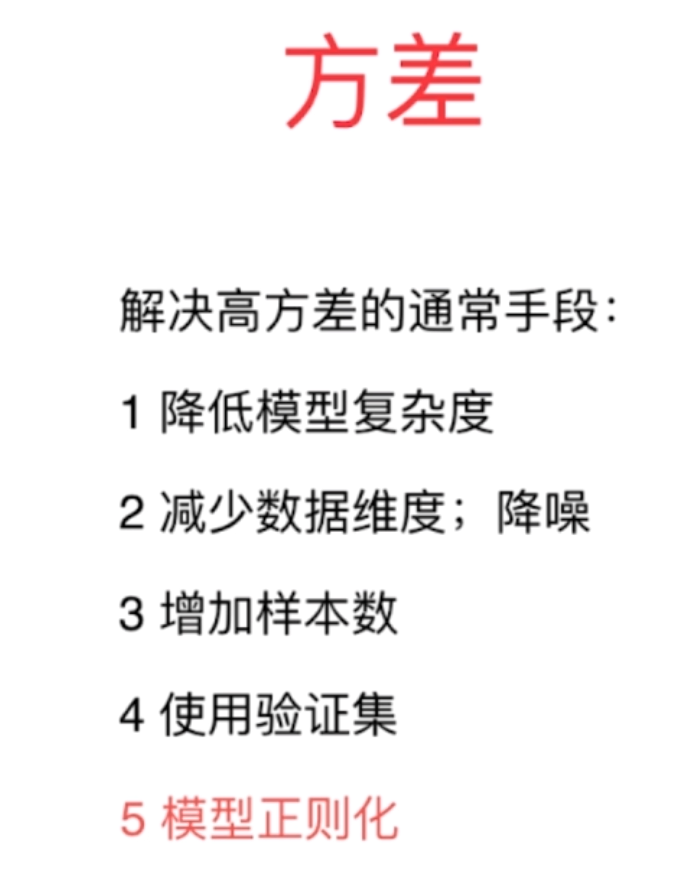 方差
解决高方差的通常手段：
1 降低模型复杂度
2 减少数据维度；降噪
3 增加样本数
4 使用验证集
5 模型正则化